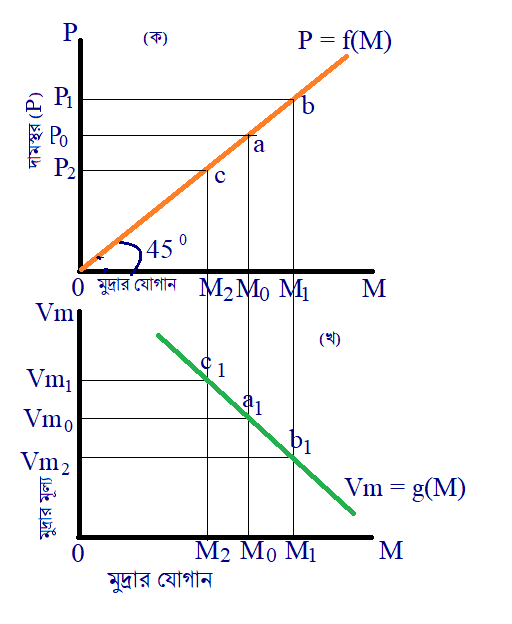 P (ক) P = f(M)
P1 b
P0 a
P2 c
দামস্থর (P)
45 0
0 মুদ্রার যোগান M2 M0 M1 M
Vm (খ)
c 1
Vm1 a1
Vm0 b1
Vm2
মুদ্রার মূল্য
Vm = g(M)
0 M2 M0 M1 M
মুদ্রার যোগান